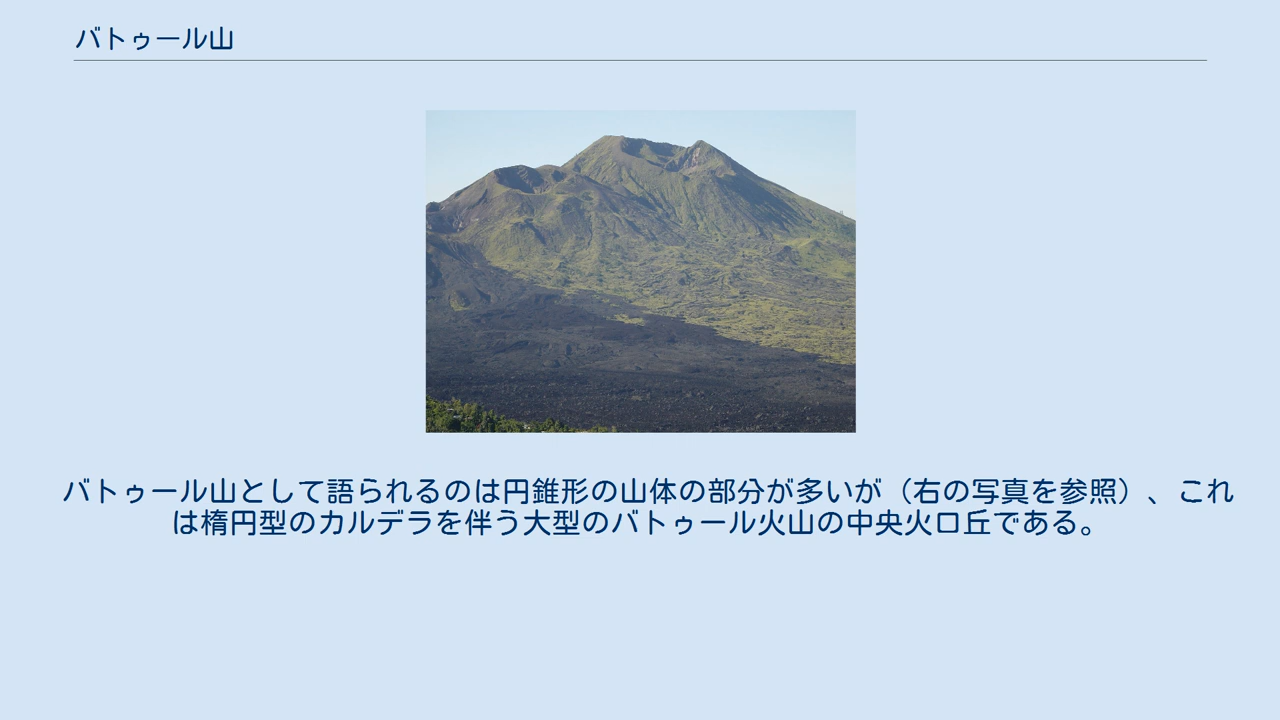 バトゥール山
バトゥール山として語られるのは円錐形の山体の部分が多いが（右の写真を参照）、これ
は楕円型のカルデラを伴う大型のバトゥール火山の中央火口丘である。